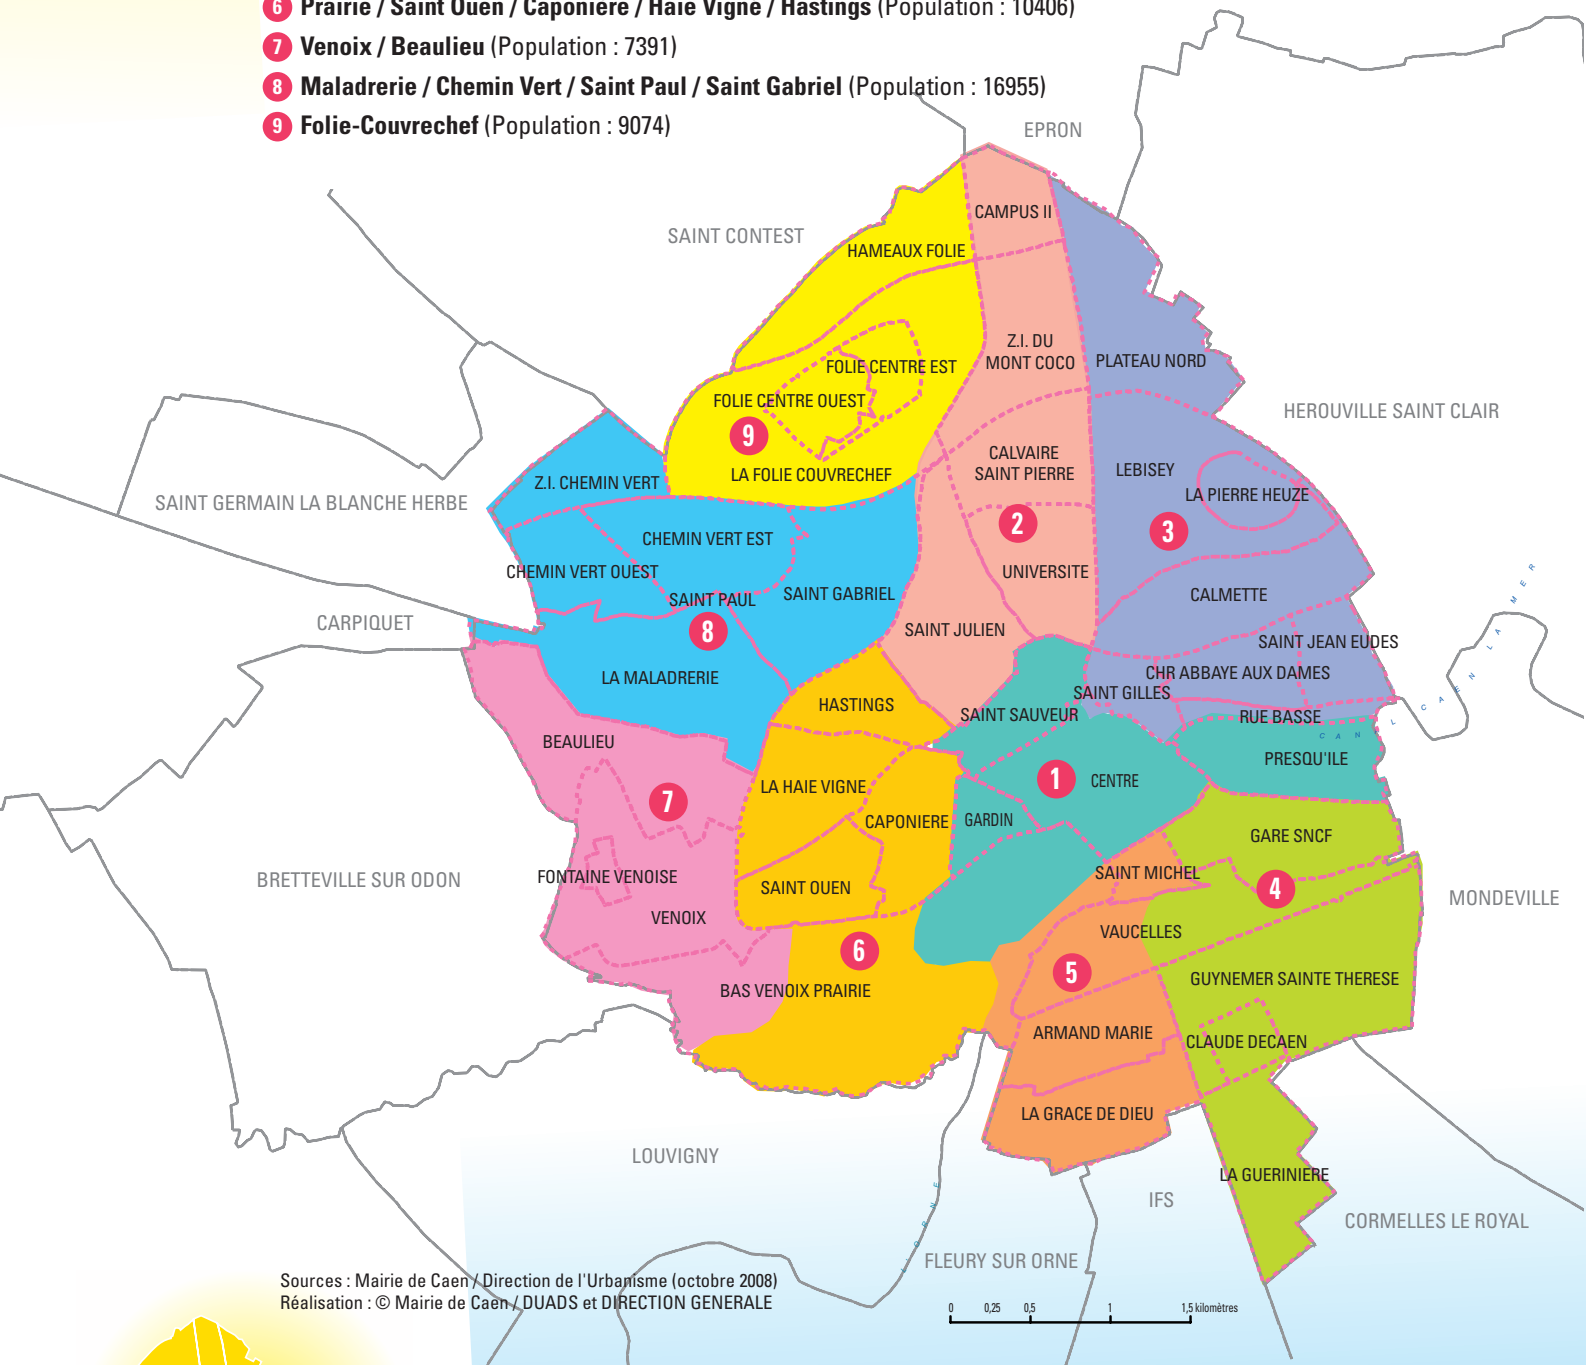 6 Prairie / Saint Ouen / Caponière / Haie Vigné / Hastings (Population : 10406)
7 Venoix / Beaulieu (Population : 7391)
8 Maladrerie / Chemin Vert / Saint Paul / Saint Gabriel (Population : 16955)
9 Folie-Couvrechef (Population : 9074)
EPRON
CAMPUS II
SAINT CONTEST
HAMEAUX FOLIE
Z.I. DU
MONT COCO
PLATEAU NORD
FOLIE CENTRE EST
FOLIE CENTRE OUEST
HEROUVILLE SAINT CLAIR
9
CALVAIRE
SAINT PIERRE
LEBISEY
LA FOLIE COUVRECHEF
Z.I. CHEMIN VERT
LA PIERRE HEUZE
SAINT GERMAIN LA BLANCHE HERBE
2
3
CHEMIN VERT EST
CHEMIN VERT OUEST
UNIVERSITE
SAINT PAUL
SAINT GABRIEL
CALMETTE
CARPIQUET
8
SAINT JULIEN
SAINT JEAN EUDES
LA MALADRERIE
CHR ABBAYE AUX DAMES
SAINT GILLES
HASTINGS
SAINT SAUVEUR
RUE BASSE
CANAL CAEN LA MER
BEAULIEU
PRESQU'ILE
LA HAIE VIGNE
1
CENTRE
7
CAPONIERE
GARDIN
GARE SNCF
FONTAINE VENOISE
SAINT OUEN
SAINT MICHEL
BRETTEVILLE SUR ODON
4
MONDEVILLE
VENOIX
VAUCELLES
6
5
BAS VENOIX PRAIRIE
GUYNEMER SAINTE THERESE
ARMAND MARIE
CLAUDE DECAEN
LA GRACE DE DIEU
LOUVIGNY
LA GUERINIERE
L'ORNE
IFS
CORMELLES LE ROYAL
FLEURY SUR ORNE
Sources : Mairie de Caen / Direction de l'Urbanisme (octobre 2008)
Réalisation : © Mairie de Caen / DUADS et DIRECTION GENERALE
0 0,25 0,5 1 1,5 kilomètres